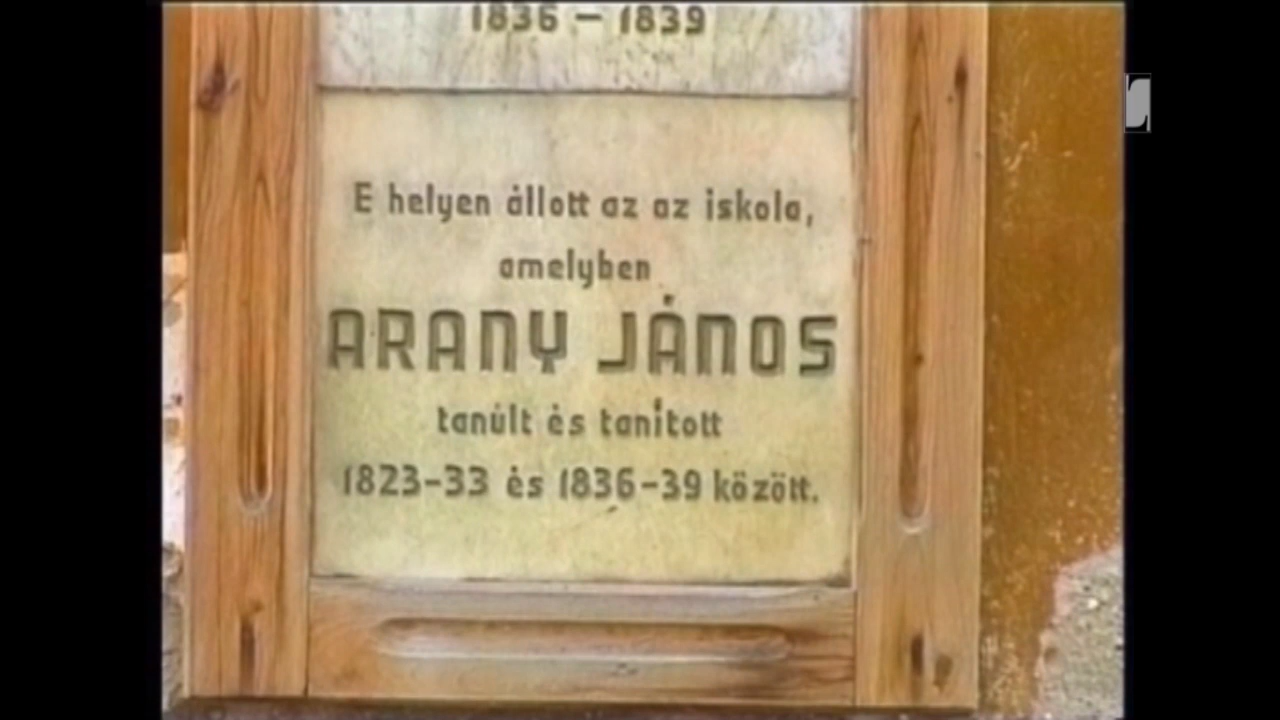 1836 – 1839
E helyen állott az az iskola,
amelyben
ARANY JÁNOS
tanúlt és tanított
1823-33 és 1836-39 között.